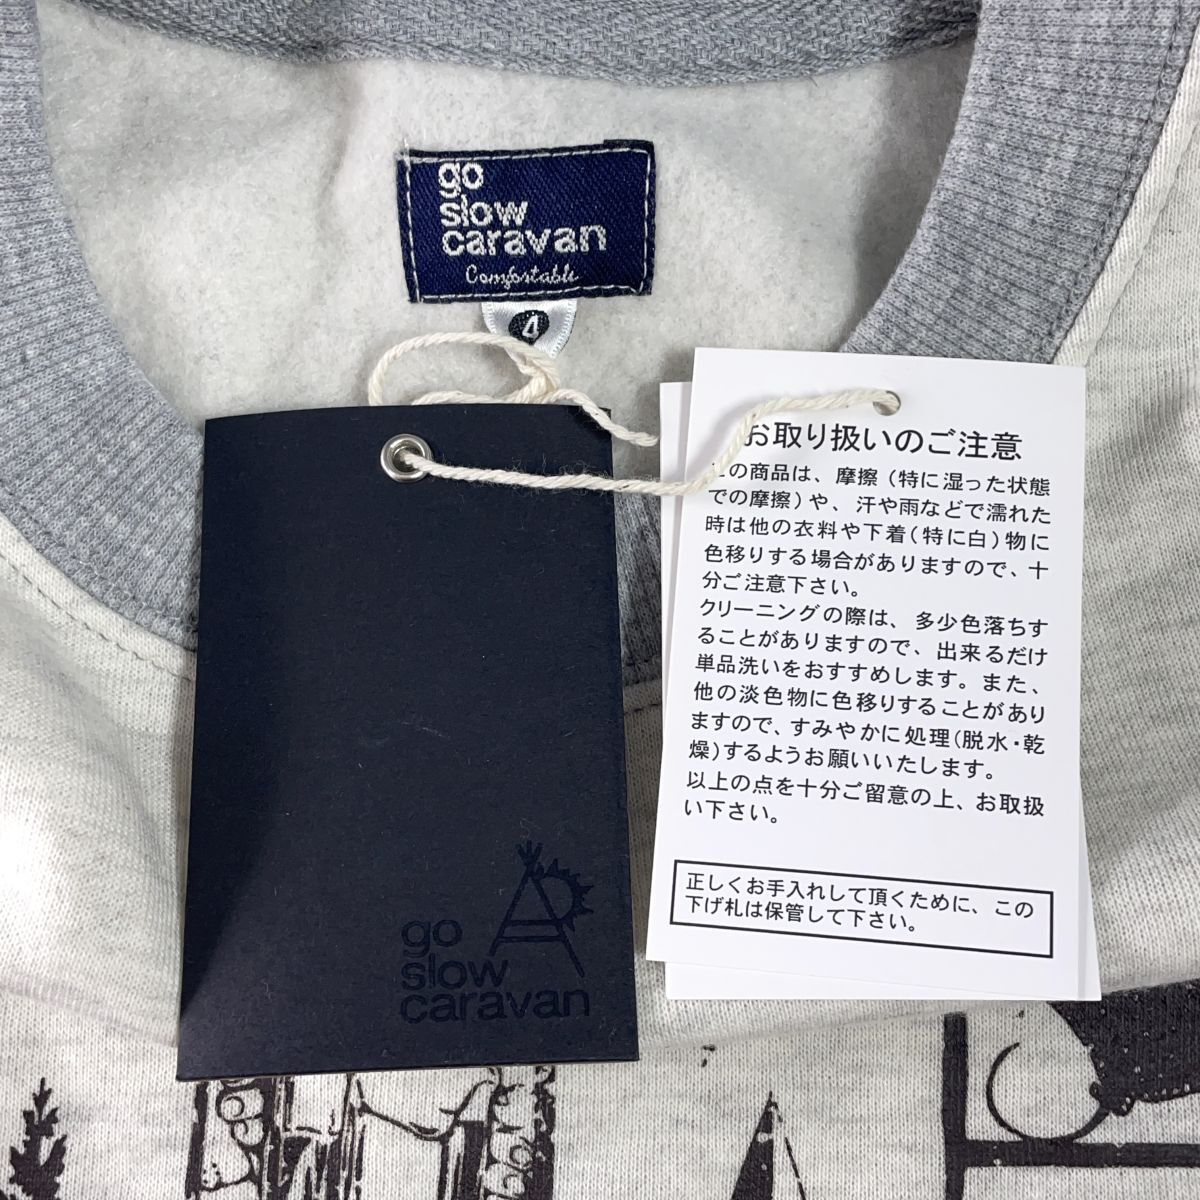 go
slow
caravan
Comfortable
4
お取り扱いのご注意
この商品は、摩擦（特に湿った状態
での摩擦）や、汗や雨などで濡れた
時は他の衣料や下着（特に白）物に
色移りする場合がありますので、十
分ご注意下さい。
クリーニングの際は、多少色落ちす
ることがありますので、出来るだけ
単品洗いをおすすめします。また、
他の淡色物に色移りすることがあり
ますので、すみやかに処理（脱水・乾
燥）するようお願いいたします。
以上の点を十分ご留意の上、お取扱
い下さい。
正しくお手入れして頂くために、この
下げ札は保管して下さい。
go
slow
caravan